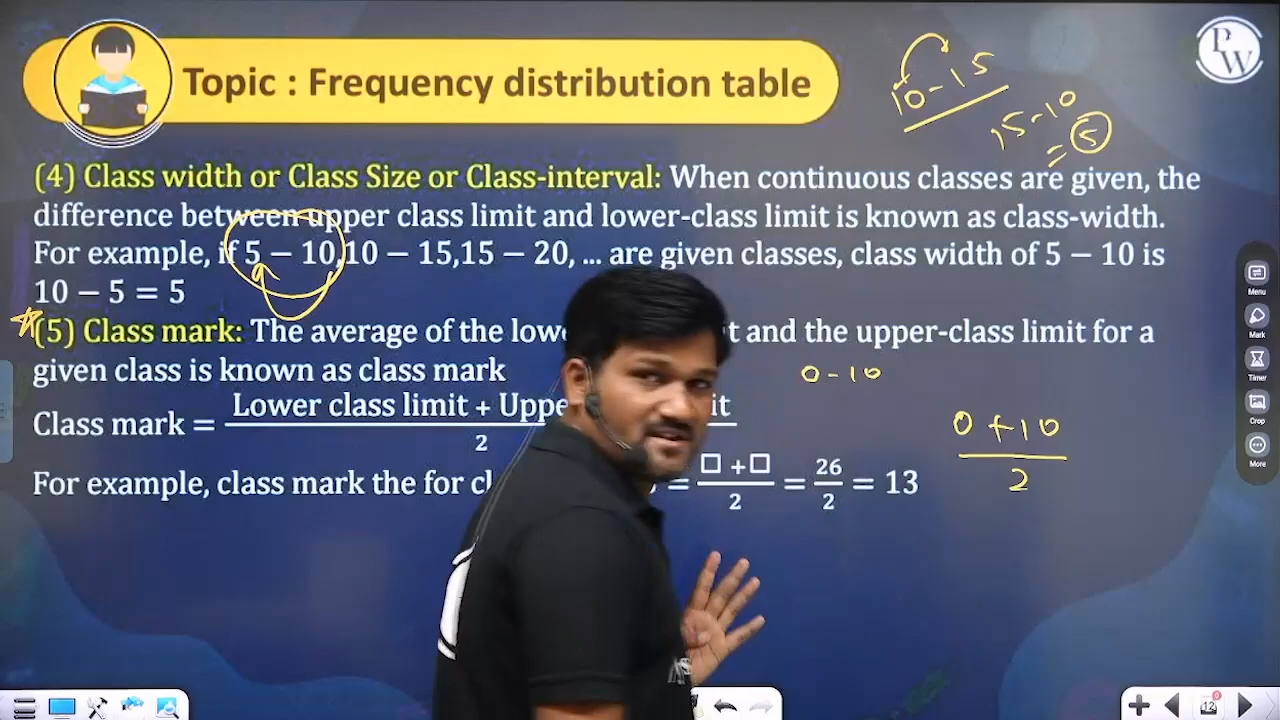 Topic : Frequency distribution table
PW
10-15
15-10
= 5
(4) Class width or Class Size or Class-interval: When continuous classes are given, the
difference between upper class limit and lower-class limit is known as class-width.
For example, if 5 − 10,10 − 15,15 − 20, ... are given classes, class width of 5 − 10 is
10 − 5 = 5
(5) Class mark: The average of the lowe t and the upper-class limit for a
given class is known as class mark
0-10
Class mark = Lower class limit + Uppe it
2
0+10
2
For example, class mark the for cl = □ +□ / 2 = 26 / 2 = 13
Menu
Mark
Timer
Crop
More
12